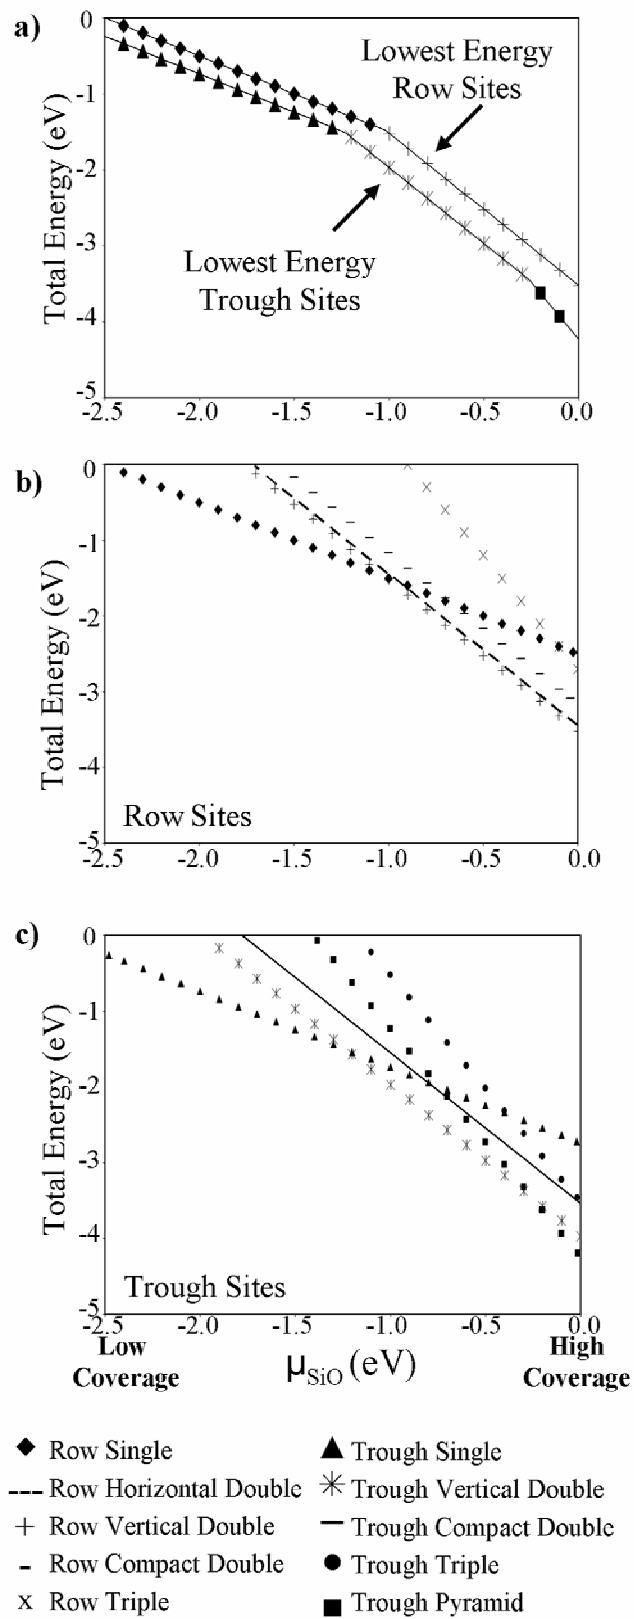 a)
0
-1
-2
-3
-4
-5
Total Energy (eV)
Lowest Energy
Row Sites
Lowest Energy
Trough Sites
-2.5 -2.0 -1.5 -1.0 -0.5 0.0
b)
0
-1
-2
-3
-4
-5
Total Energy (eV)
Row Sites
-2.5 -2.0 -1.5 -1.0 -0.5 0.0
c)
0
-1
-2
-3
-4
-5
Total Energy (eV)
Trough Sites
-2.5 -2.0 -1.5 -1.0 -0.5 0.0
Low
Coverage
μSiO (eV)
High
Coverage
Row Single
Row Horizontal Double
Row Vertical Double
Row Compact Double
Row Triple
Trough Single
Trough Vertical Double
Trough Compact Double
Trough Triple
Trough Pyramid